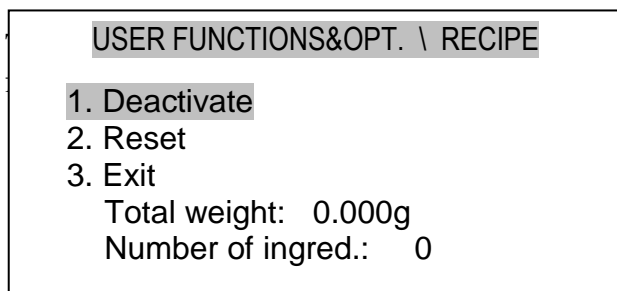 USER FUNCTIONS&OPT. \ RECIPE
1. Deactivate
2. Reset
3. Exit
Total weight: 0.000g
Number of ingred.: 0